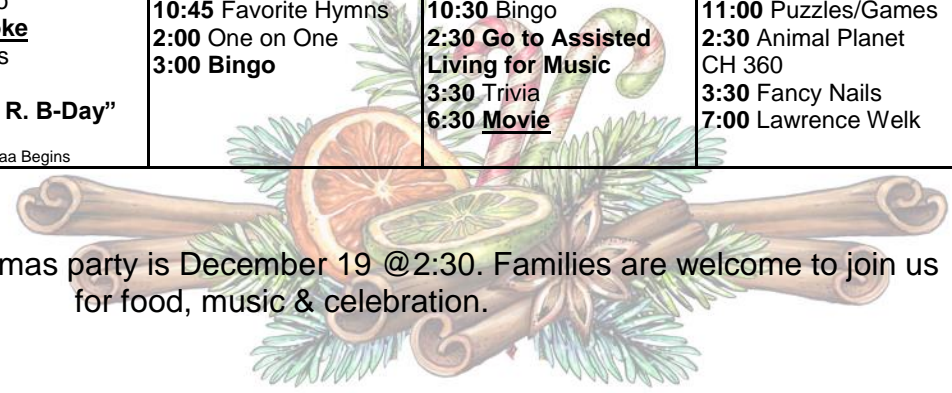 oke
s
R. B-Day”
aa Begins
10:45 Favorite Hymns
2:00 One on One
3:00 Bingo
10:30 Bingo
2:30 Go to Assisted
Living for Music
3:30 Trivia
6:30 Movie
11:00 Puzzles/Games
2:30 Animal Planet
CH 360
3:30 Fancy Nails
7:00 Lawrence Welk
mas party is December 19 @2:30. Families are welcome to join us
for food, music & celebration.